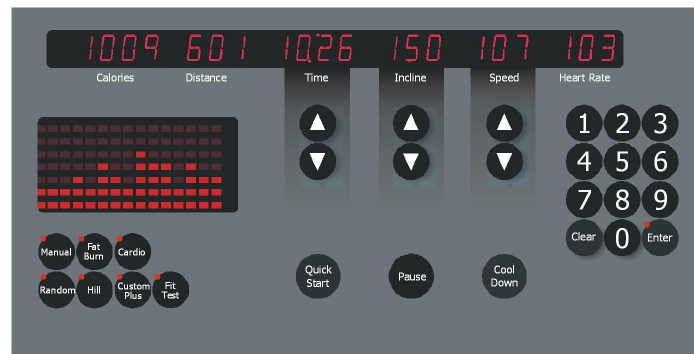 1009 601 10:26 15.0 107 103
Calories Distance Time Incline Speed Heart Rate
1 2 3
4 5 6
7 8 9
Clear 0 Enter
Manual Fat Burn Cardio
Random Hill Custom Plus Fit Test
Quick Start Pause Cool Down